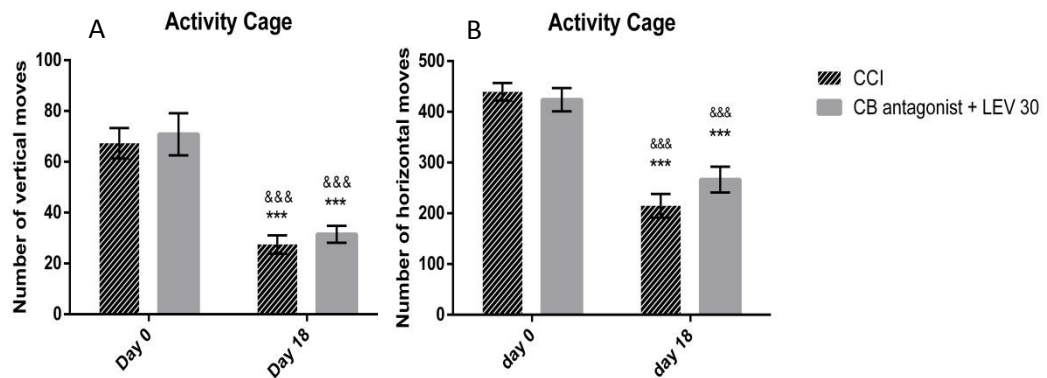 A
Activity Cage
Number of vertical moves
100
80
60
40
20
0
&&&
***
&&&
***
Day 0
Day 18
B
Activity Cage
Number of horizontal moves
500
400
300
200
100
0
&&&
***
&&&
***
day 0
day 18
CCI
CB antagonist + LEV 30